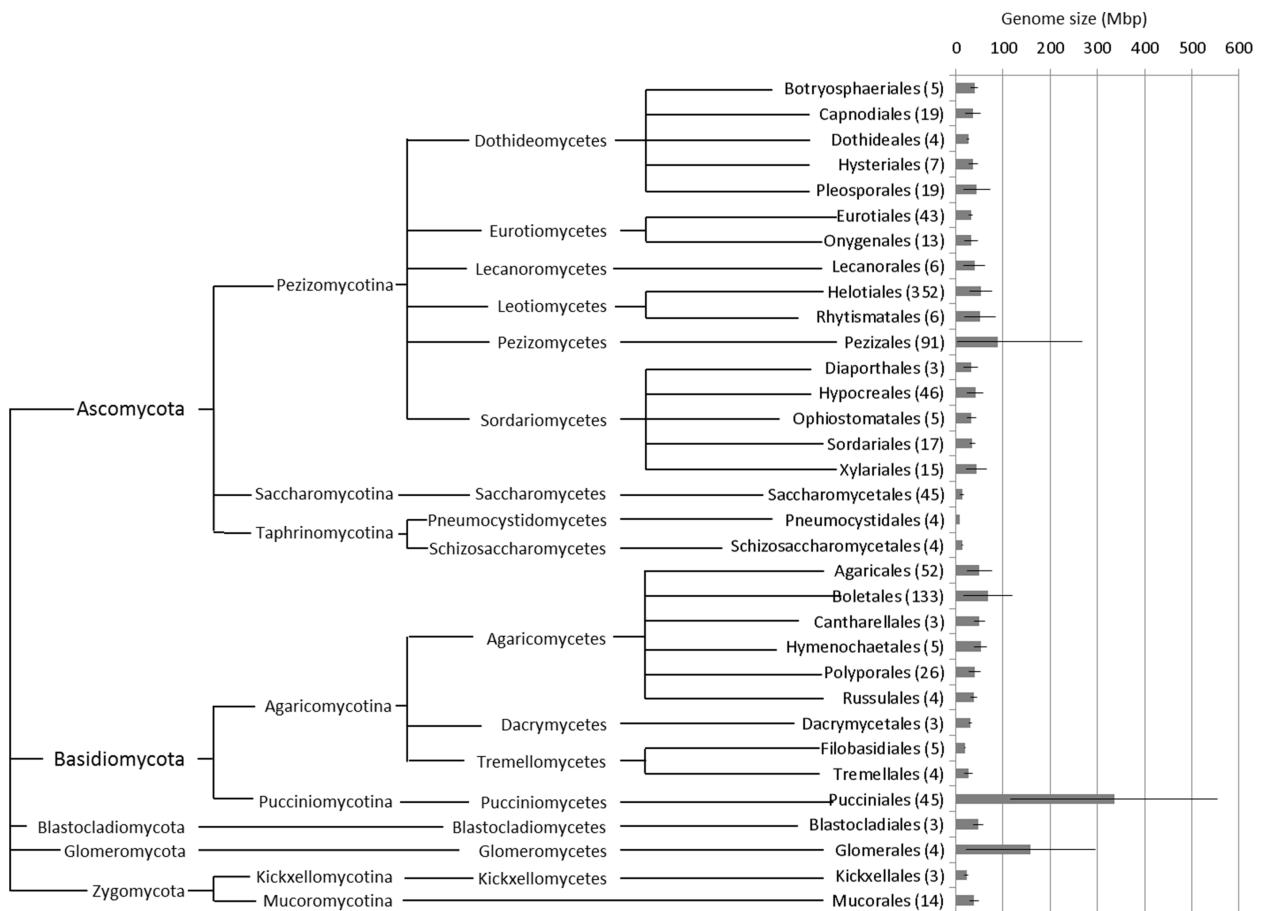 Genome size (Mbp)
0 100 200 300 400 500 600
Botryosphaeriales (5)
Capnodiales (19)
Dothideomycetes Dothideales (4)
Hysteriales (7)
Pleosporales (19)
Eurotiales (43)
Eurotiomycetes
Onygenales (13)
Lecanoromycetes Lecanorales (6)
Pezizomycotina
Helotiales (352)
Leotiomycetes
Rhytismatales (6)
Pezizomycetes Pezizales (91)
Diaporthales (3)
Hypocreales (46)
Ascomycota
Sordariomycetes Ophiostomatales (5)
Sordariales (17)
Xylariales (15)
Saccharomycotina Saccharomycetes Saccharomycetales (45)
Pneumocystidomycetes Pneumocystidales (4)
Taphrinomycotina
Schizosaccharomycetes Schizosaccharomycetales (4)
Agaricales (52)
Boletales (133)
Cantharellales (3)
Agaricomycetes
Hymenochaetales (5)
Polyporales (26)
Russulales (4)
Agaricomycotina
Dacrymycetes Dacrymycetales (3)
Filobasidiales (5)
Basidiomycota Tremellomycetes
Tremellales (4)
Pucciniomycotina Pucciniomycetes Pucciniales (45)
Blastocladiomycota Blastocladiomycetes Blastocladiales (3)
Glomeromycota Glomeromycetes Glomerales (4)
Kickxellomycotina Kickxellomycetes Kickxellales (3)
Zygomycota
Mucoromycotina Mucorales (14)